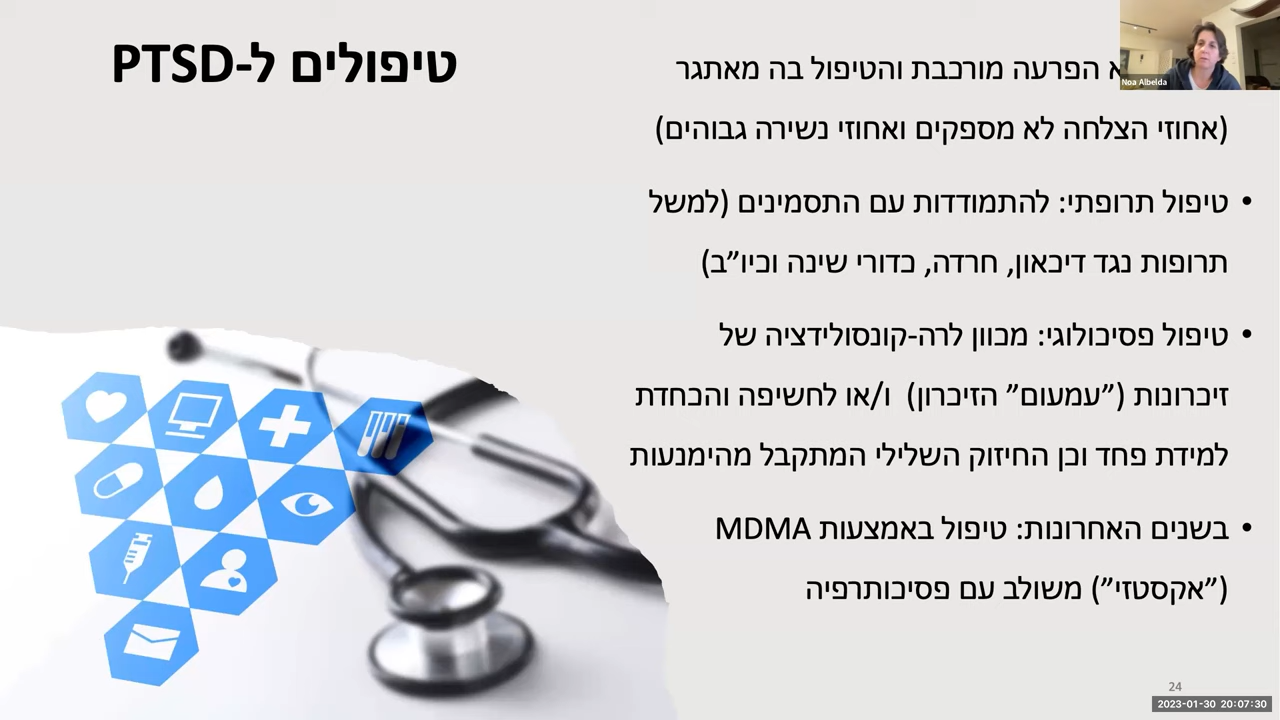 טיפולים ל-PTSD
הפרעה מורכבת והטיפול בה מאתגר
(אחוזי הצלחה לא מספקים ואחוזי נשירה גבוהים)
• טיפול תרופתי: להתמודדות עם התסמינים (למשל
תרופות נגד דיכאון, חרדה, כדורי שינה וכיו"ב)
• טיפול פסיכולוגי: מכוון לרה-קונסולידציה של
זיכרונות ("עמעום" הזיכרון) ו/או לחשיפה והכחדת
למידת פחד וכן החיזוק השלילי המתקבל מהימנעות
• בשנים האחרונות: טיפול באמצעות MDMA
("אקסטזי") משולב עם פסיכותרפיה
Noa Albelda
24
2023-01-30 20:07:30